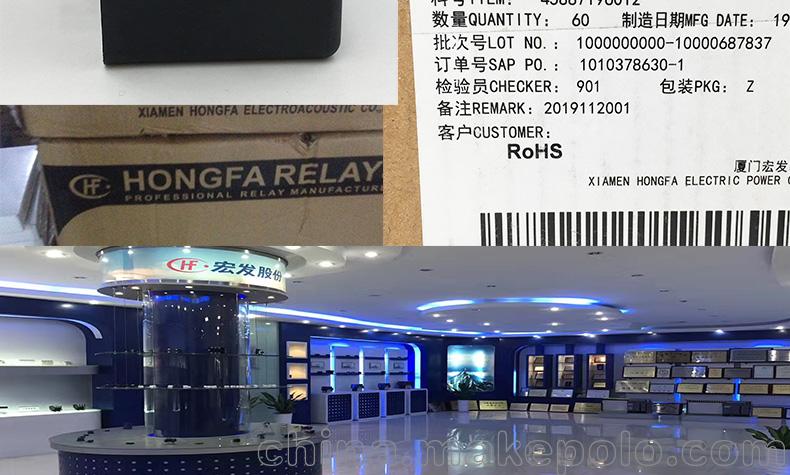 数量QUANTITY: 60 制造日期MFG DATE: 19
批次号LOT NO.: 1000000000-10000687837
订单号SAP PO.: 1010378630-1
检验员CHECKER: 901 包装PKG: Z
备注REMARK: 2019112001
客户CUSTOMER:
RoHS
厦门宏发
XIAMEN HONGFA ELECTRIC POWER
XIAMEN HONGFA ELECTROACOUSTIC CO.
HF HONGFA RELAY
PROFESSIONAL RELAY MANUFACTURE
HF 宏发股份
china.makepolo.com